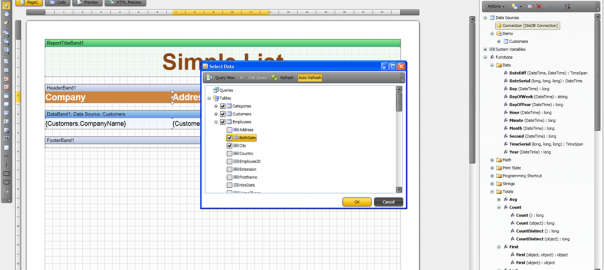 Page1
Code
Preview
HTML Preview
ReportTitleBand1
Simple List
HeaderBand1
Company
Addres
DataBand1; Data Source: Customers
{Customers.CompanyName}
{Custome
FooterBand1
Select Data
Query New
Edit Query
Refresh
Auto Refresh
Queries
Tables
Categories
Customers
Employees
Address
BirthDate
City
Country
EmployeeID
Extension
FirstName
HireDate
OK
Cancel
Actions
Data Sources
Connection [SiteDB Connection]
Demo
Customers
System Variables
Functions
Date
DateDiff (DateTime, DateTime) : TimeSpan
DateSerial (long, long, long) : DateTime
Day (DateTime) : long
DayOfWeek (DateTime) : string
DayOfYear (DateTime) : long
Hour (DateTime) : long
Minute (DateTime) : long
Month (DateTime) : long
Second (DateTime) : long
TimeSerial (long, long, long) : TimeSpan
Year (DateTime) : long
Math
Print State
Programming Shortcut
Strings
Totals
Avg
Count
Count () : long
Count (object) : long
CountDistinct () : long
CountDistinct (object) : long
First
First (object, object) : object
First (object) : object